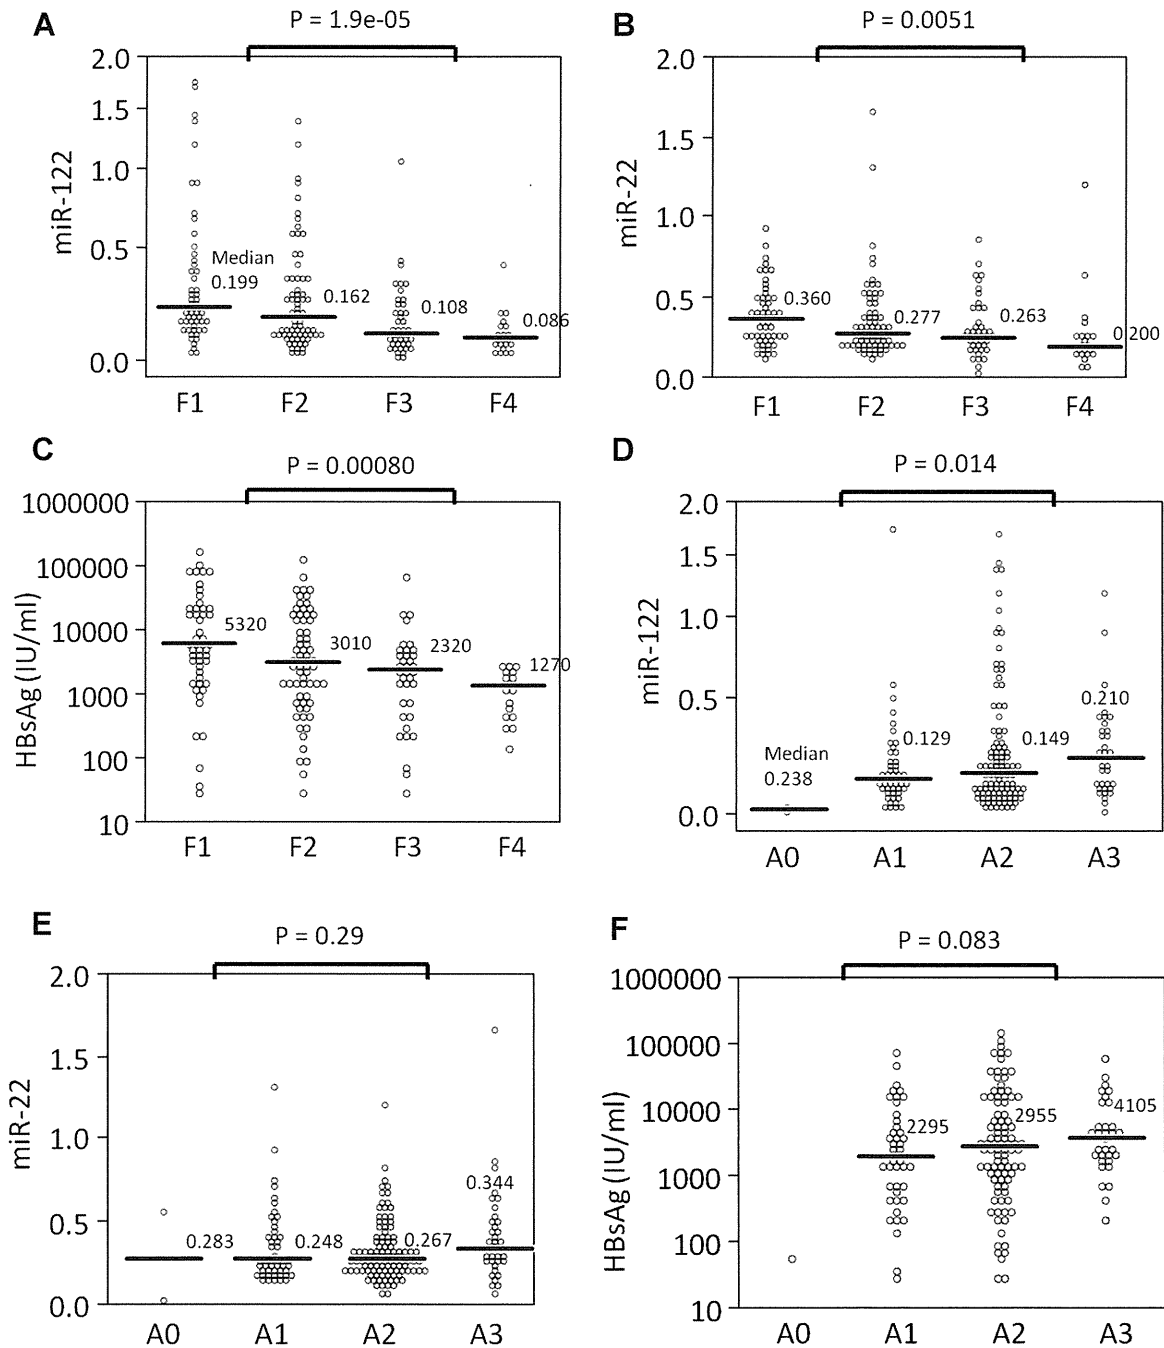 A
P = 1.9e-05
miR-122
2.0
1.5
1.0
0.5
0.0
Median
0.199
0.162
0.108
0.086
F1 F2 F3 F4
B
P = 0.0051
miR-22
2.0
1.5
1.0
0.5
0.0
0.360
0.277
0.263
0.200
F1 F2 F3 F4
C
P = 0.00080
HBsAg (IU/ml)
1000000
100000
10000
1000
100
10
5320
3010
2320
1270
F1 F2 F3 F4
D
P = 0.014
miR-122
2.0
1.5
1.0
0.5
0.0
Median
0.238
0.129
0.149
0.210
A0 A1 A2 A3
E
P = 0.29
miR-22
2.0
1.5
1.0
0.5
0.0
0.283
0.248
0.267
0.344
A0 A1 A2 A3
F
P = 0.083
HBsAg (IU/ml)
1000000
100000
10000
1000
100
10
2295
2955
4105
A0 A1 A2 A3